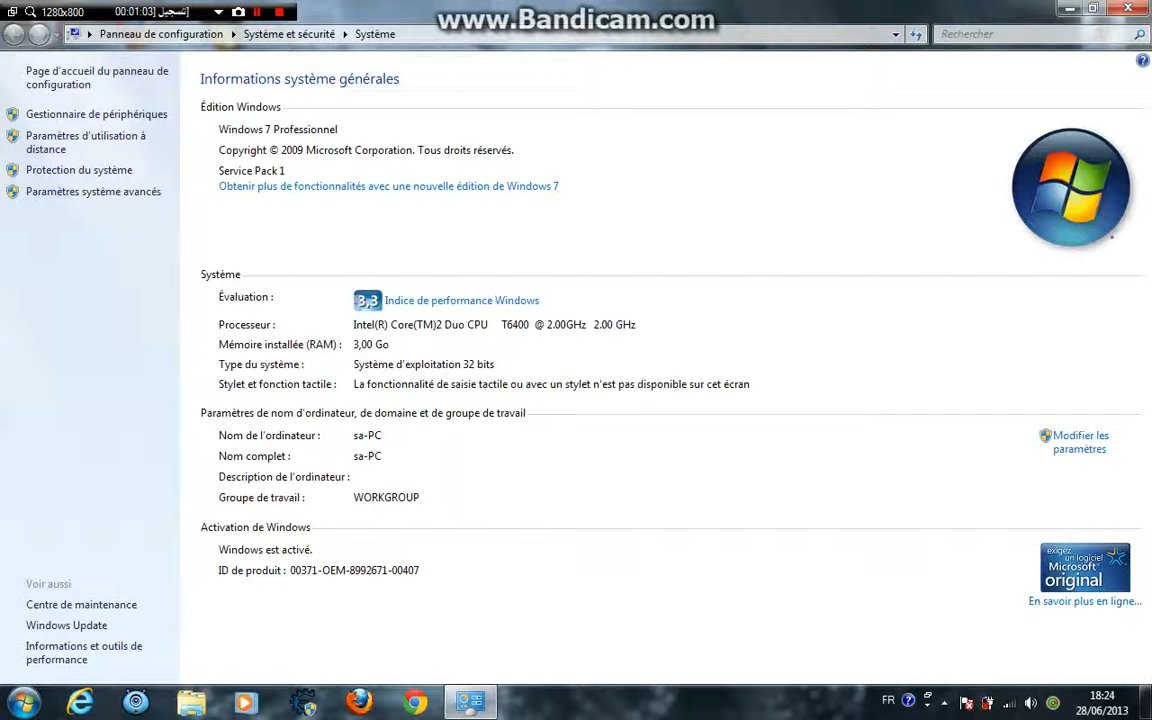 1280x800 00:01:03 [تسجيل]
www.Bandicam.com
Panneau de configuration Système et sécurité Système
Rechercher
Page d'accueil du panneau de
configuration
Gestionnaire de périphériques
Paramètres d'utilisation à
distance
Protection du système
Paramètres système avancés
Informations système générales
Édition Windows
Windows 7 Professionnel
Copyright © 2009 Microsoft Corporation. Tous droits réservés.
Service Pack 1
Obtenir plus de fonctionnalités avec une nouvelle édition de Windows 7
Système
Évaluation :
3,3 Indice de performance Windows
Processeur : Intel(R) Core(TM)2 Duo CPU T6400 @ 2.00GHz 2.00 GHz
Mémoire installée (RAM) : 3,00 Go
Type du système : Système d'exploitation 32 bits
Stylet et fonction tactile : La fonctionnalité de saisie tactile ou avec un stylet n'est pas disponible sur cet écran
Paramètres de nom d'ordinateur, de domaine et de groupe de travail
Nom de l'ordinateur : sa-PC
Nom complet : sa-PC
Description de l'ordinateur :
Groupe de travail : WORKGROUP
Modifier les
paramètres
Activation de Windows
Windows est activé.
ID de produit : 00371-OEM-8992671-00407
exigez
un logiciel
Microsoft
original
En savoir plus en ligne...
Voir aussi
Centre de maintenance
Windows Update
Informations et outils de
performance
FR
18:24
28/06/2013